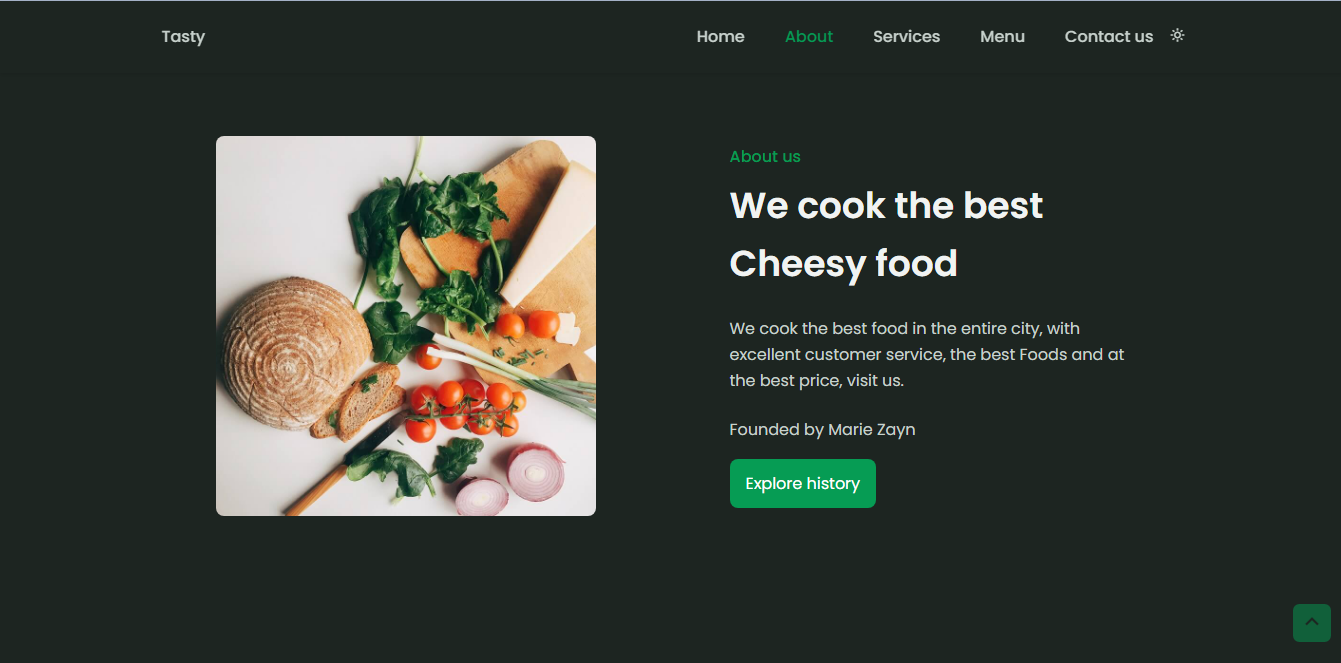 Tasty
Home About Services Menu Contact us
About us
We cook the best
Cheesy food
We cook the best food in the entire city, with
excellent customer service, the best Foods and at
the best price, visit us.
Founded by Marie Zayn
Explore history